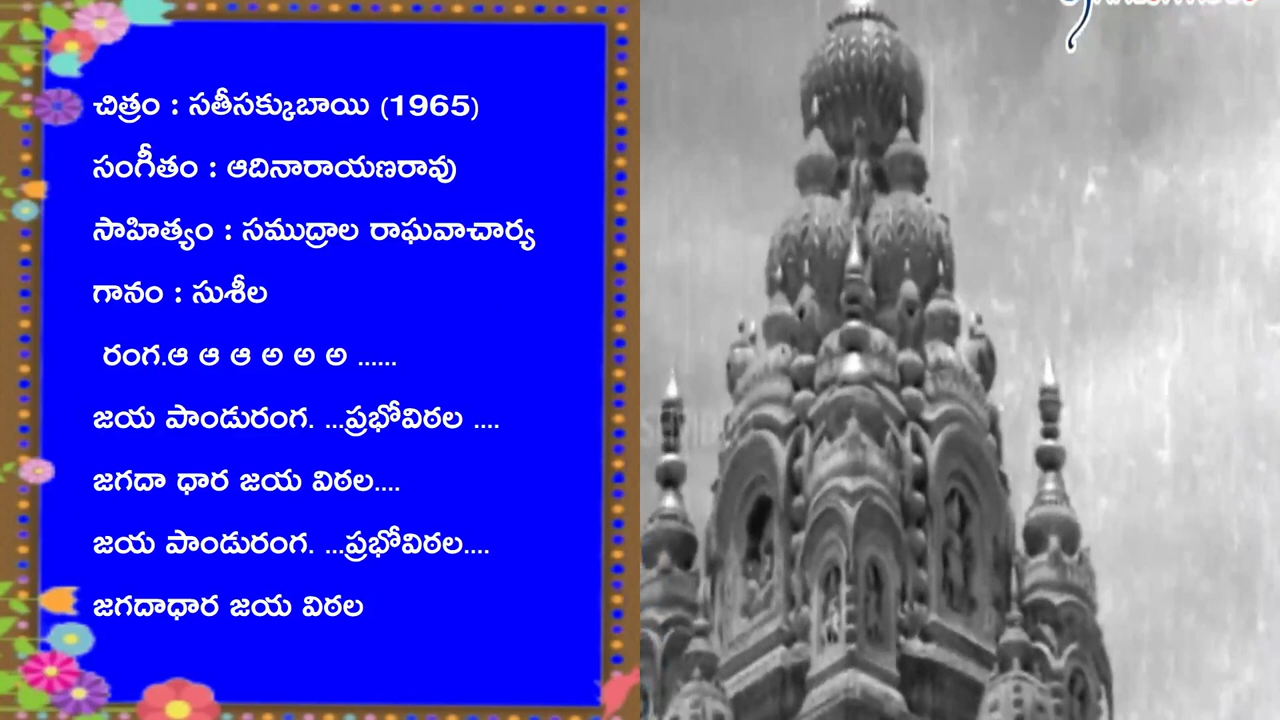 చిత్రం : సతీసక్కుబాయి (1965)
సంగీతం : ఆదినారాయణరావు
సాహిత్యం : సముద్రాల రాఘవాచార్య
గానం : సుశీల
రంగ.ఆ ఆ ఆ అ అ అ ......
జయ పాండురంగ. ...ప్రభోవిఠల ....
జగదా ధార జయ విఠల....
జయ పాండురంగ. ...ప్రభోవిఠల....
జగదాధార జయ విఠల